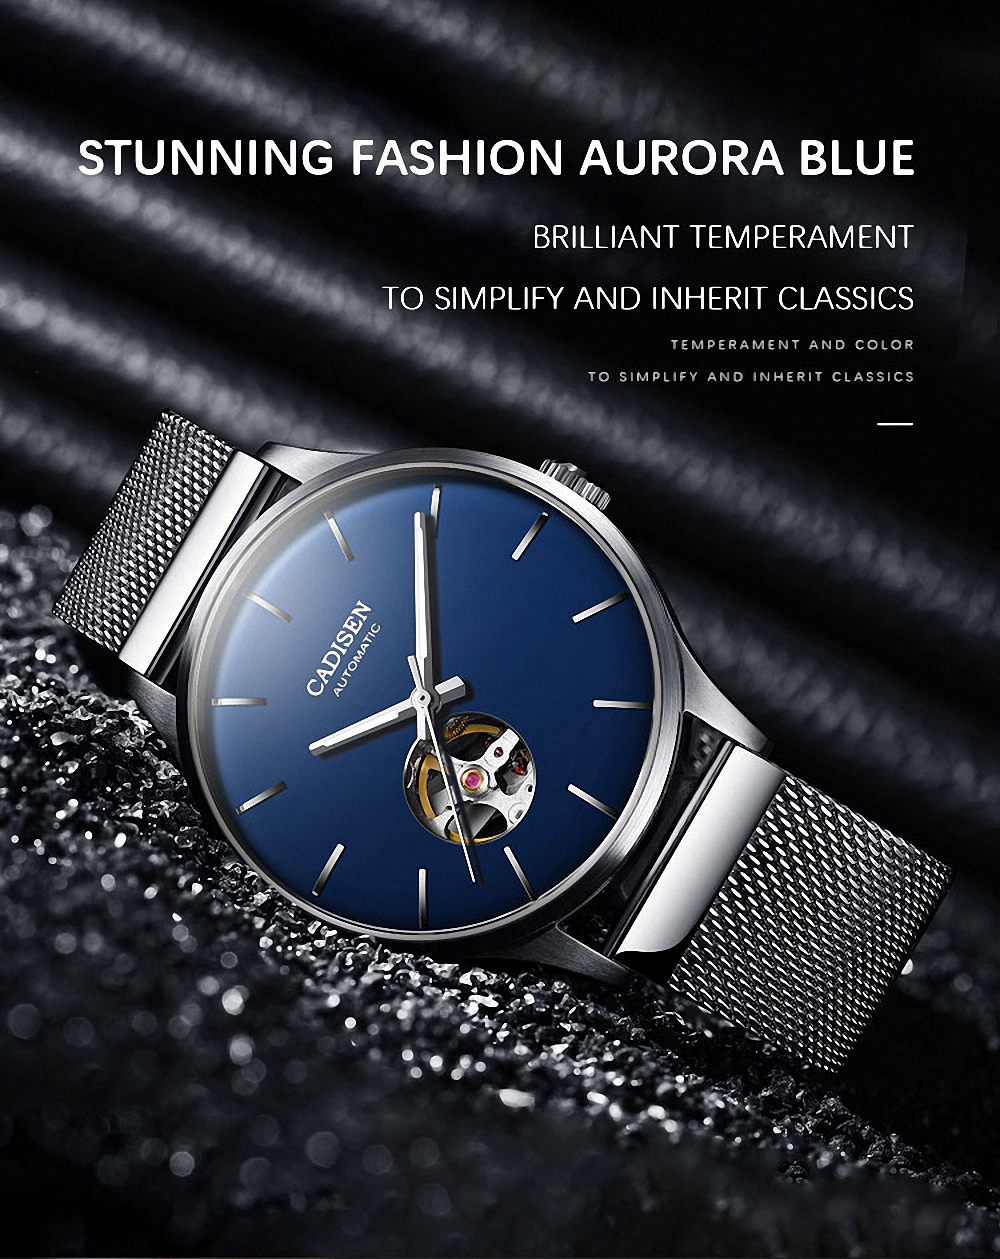 STUNNING FASHION AURORA BLUE
BRILLIANT TEMPERAMENT
TO SIMPLIFY AND INHERIT CLASSICS
TEMPERAMENT AND COLOR
TO SIMPLIFY AND INHERIT CLASSICS
CADISEN
AUTOMATIC